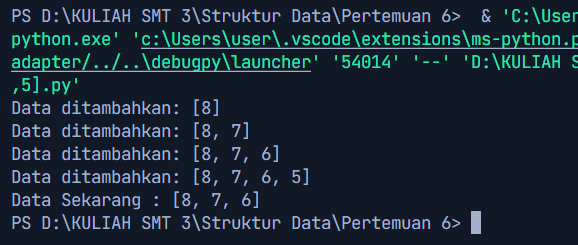 PS D:\KULIAH SMT 3\Struktur Data\Pertemuan 6>  & 'C:\User
python.exe' 'c:\Users\user\.vscode\extensions\ms-python.p
adapter/../..\debugpy\launcher' '54014' '--' 'D:\KULIAH S
,5].py'
Data ditambahkan: [8]
Data ditambahkan: [8, 7]
Data ditambahkan: [8, 7, 6]
Data ditambahkan: [8, 7, 6, 5]
Data Sekarang : [8, 7, 6]
PS D:\KULIAH SMT 3\Struktur Data\Pertemuan 6>